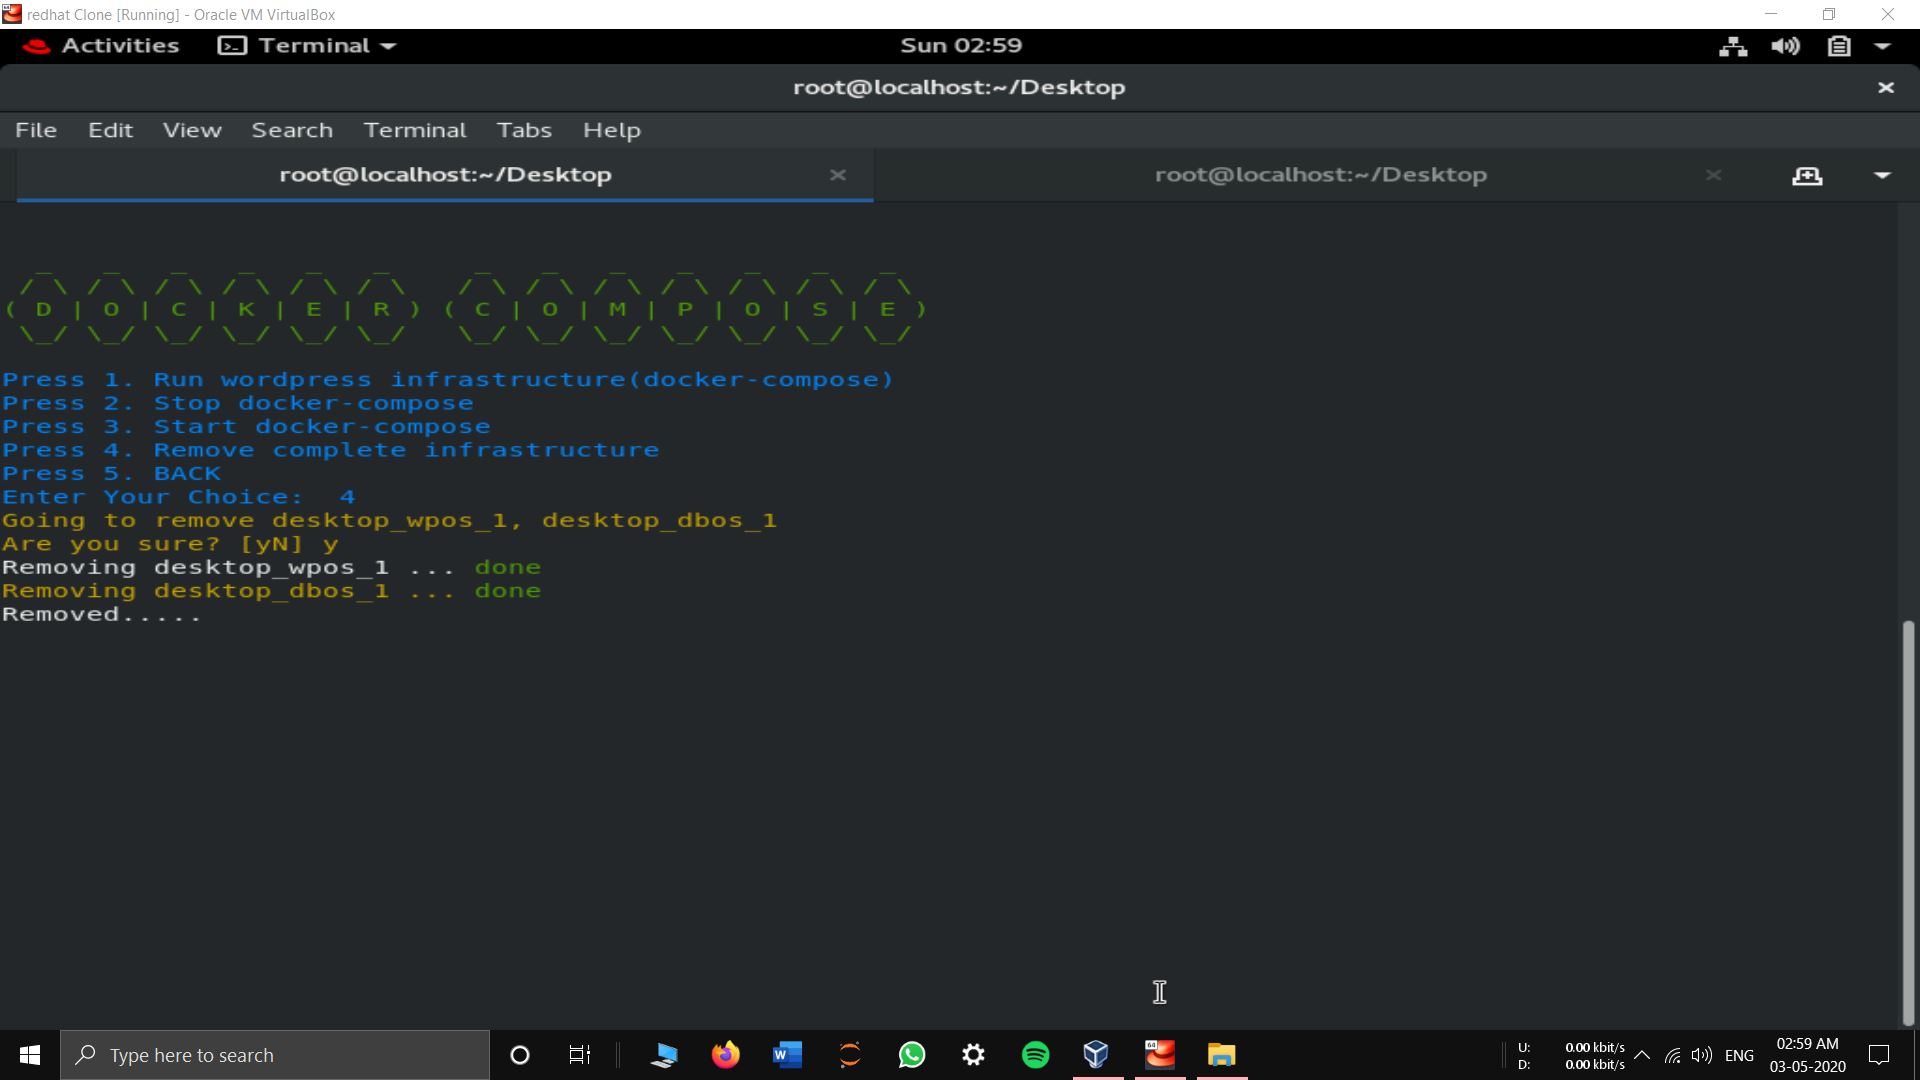 redhat Clone [Running] - Oracle VM VirtualBox
Activities Terminal Sun 02:59
root@localhost:~/Desktop
File Edit View Search Terminal Tabs Help
root@localhost:~/Desktop root@localhost:~/Desktop
( D | O | C | K | E | R ) ( C | O | M | P | O | S | E )
Press 1. Run wordpress infrastructure(docker-compose)
Press 2. Stop docker-compose
Press 3. Start docker-compose
Press 4. Remove complete infrastructure
Press 5. BACK
Enter Your Choice:  4
Going to remove desktop_wpos_1, desktop_dbos_1
Are you sure? [yN] y
Removing desktop_wpos_1 ... done
Removing desktop_dbos_1 ... done
Removed.....
Type here to search
U: 0.00 kbit/s
D: 0.00 kbit/s
ENG
02:59 AM
03-05-2020